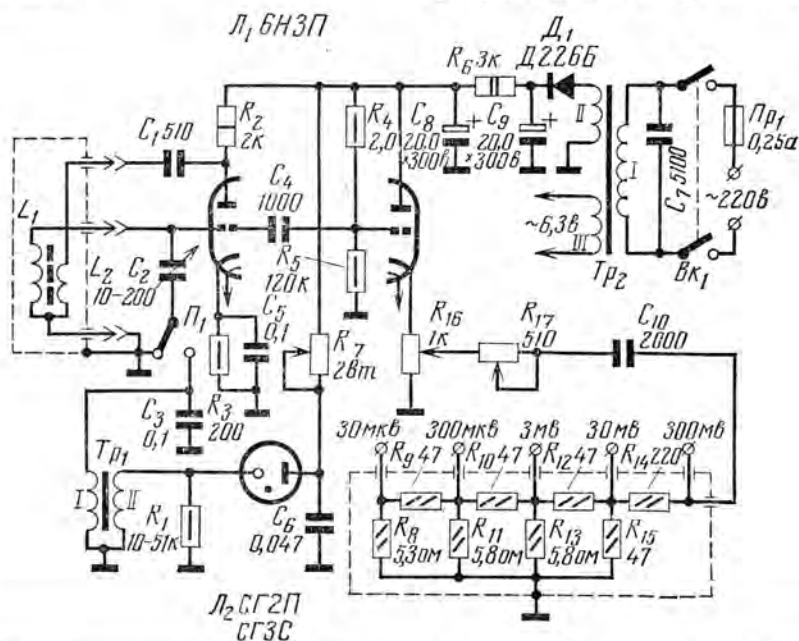 Л₁ 6Н3П
Д₁
Д226Б
R₆ 3к
R₂
2к
R₄
2,0
C₈
20,0
×300в
C₉
20,0
×300в
II
I
III
~6,3в
Тр₂
C₇ 5100
Вк₁
Пр₁
0,25а
~220в
C₁ 510
C₄
1000
L₁
L₂
C₂
10-200
П₁
R₅
120к
C₅
0,1
R₇
2вт
R₃
200
R₁₆
1к
R₁₇
510
C₁₀
2000
C₃
0,1
Тр₁
I
II
R₁
10-51к
C₆
0,047
30мкв
300мкв
3мв
30мв
300мв
R₉ 47
R₁₀ 47
R₁₂ 47
R₁₄ 220
R₈
5,3ом
R₁₁
5,8ом
R₁₃
5,8ом
R₁₅
47
Л₂ СГ2П
СГ3С